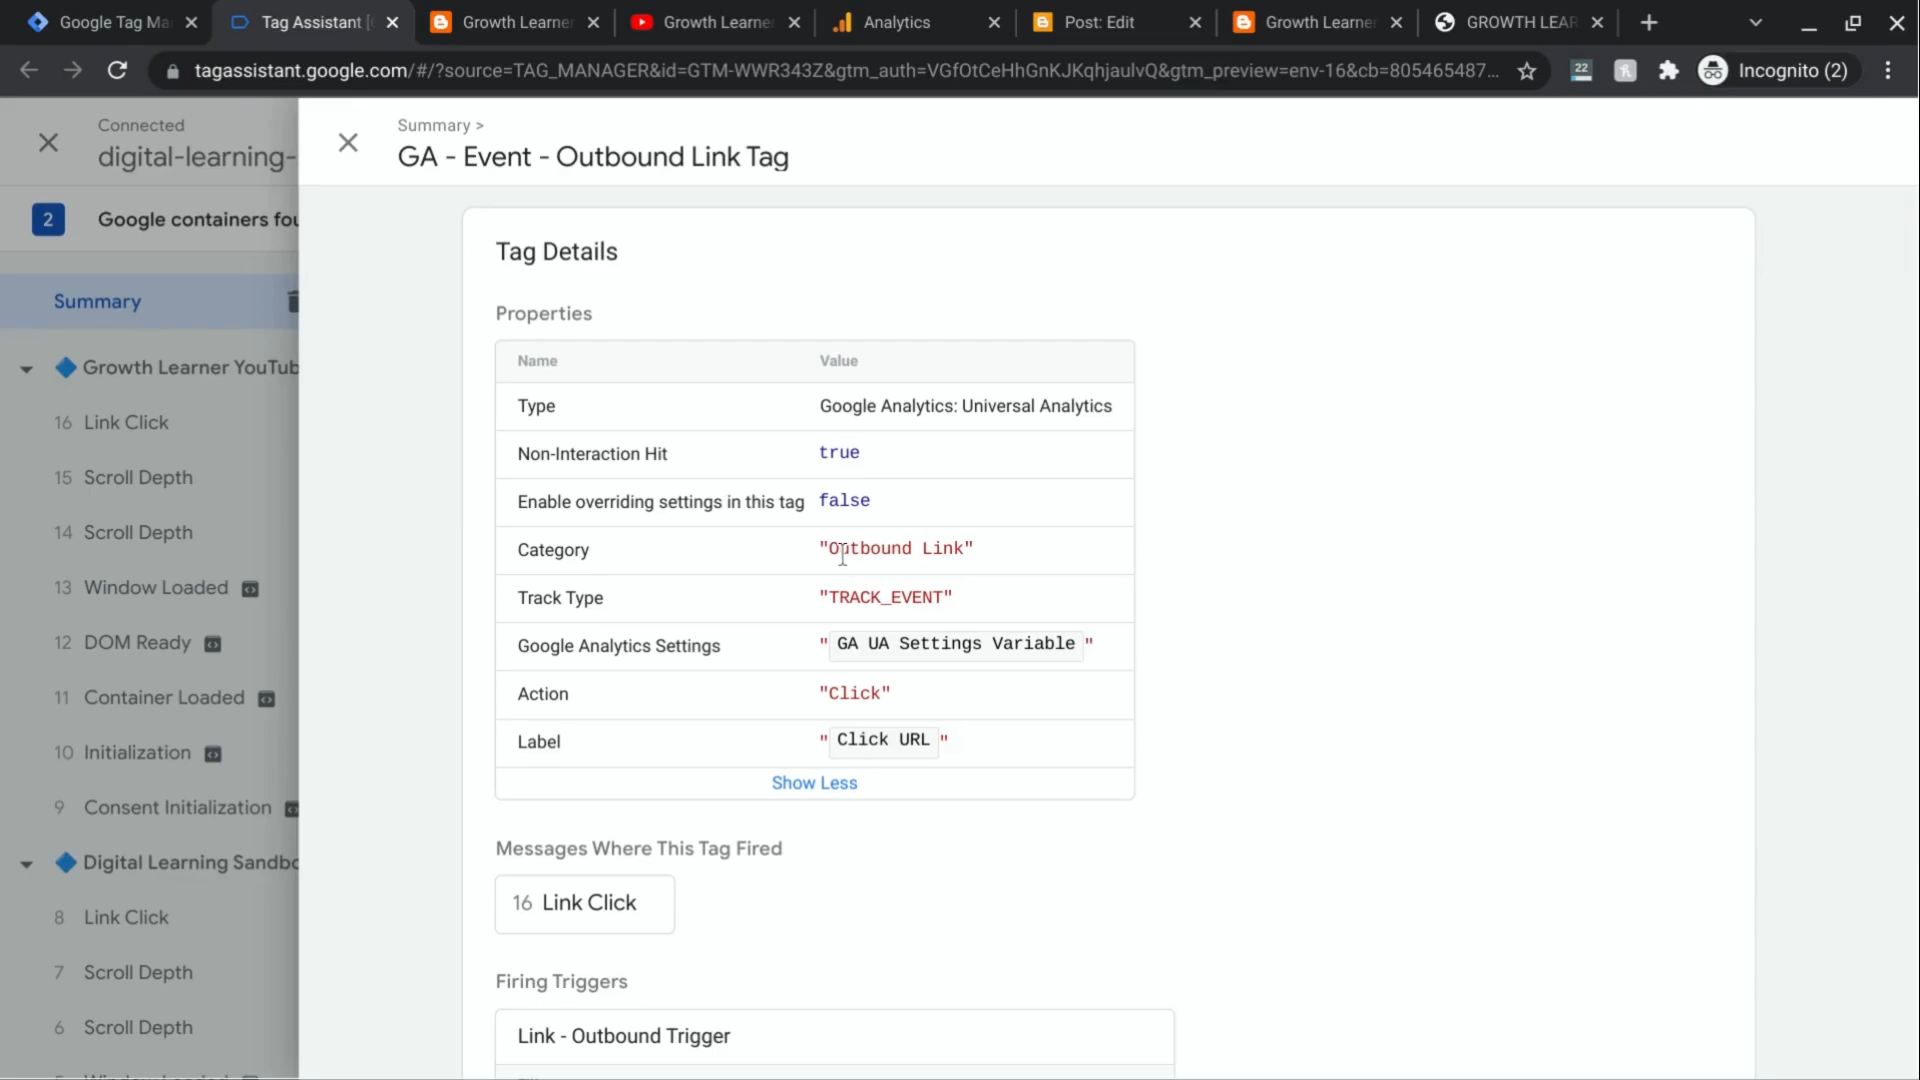 Google Tag Ma
Tag Assistant [
Growth Learner
Growth Learner
Analytics
Post: Edit
Growth Learner
GROWTH LEAR
tagassistant.google.com/#/?source=TAG_MANAGER&id=GTM-WWR343Z&gtm_auth=VGfOtCeHhGnKJKqhjaulvQ&gtm_preview=env-16&cb=805465487...
22
Incognito (2)
Connected
digital-learning-
2
Google containers fou
Summary
Growth Learner YouTub
16 Link Click
15 Scroll Depth
14 Scroll Depth
13 Window Loaded
12 DOM Ready
11 Container Loaded
10 Initialization
9 Consent Initialization
Digital Learning Sandbo
8 Link Click
7 Scroll Depth
6 Scroll Depth
Summary >
GA - Event - Outbound Link Tag
Tag Details
Properties
Name Value
Type Google Analytics: Universal Analytics
Non-Interaction Hit true
Enable overriding settings in this tag false
Category "Outbound Link"
Track Type "TRACK_EVENT"
Google Analytics Settings " GA UA Settings Variable "
Action "Click"
Label " Click URL "
Show Less
Messages Where This Tag Fired
16 Link Click
Firing Triggers
Link - Outbound Trigger